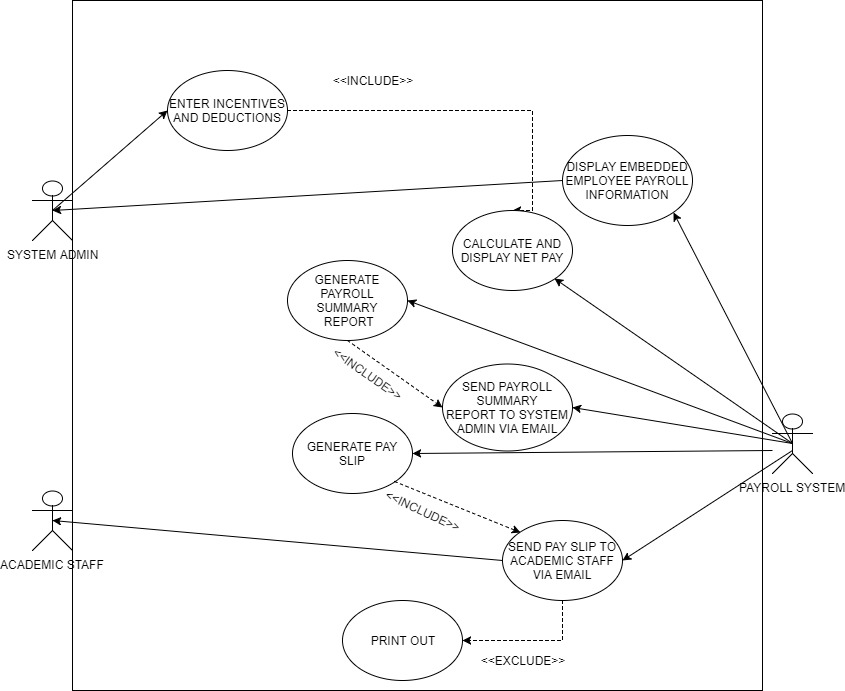 <<INCLUDE>>
ENTER INCENTIVES
AND DEDUCTIONS
DISPLAY EMBEDDED
EMPLOYEE PAYROLL
INFORMATION
SYSTEM ADMIN
CALCULATE AND
DISPLAY NET PAY
GENERATE
PAYROLL
SUMMARY
REPORT
<<INCLUDE>>
SEND PAYROLL
SUMMARY
REPORT TO SYSTEM
ADMIN VIA EMAIL
GENERATE PAY
SLIP
PAYROLL SYSTEM
<<INCLUDE>>
SEND PAY SLIP TO
ACADEMIC STAFF
VIA EMAIL
ACADEMIC STAFF
PRINT OUT
<<EXCLUDE>>